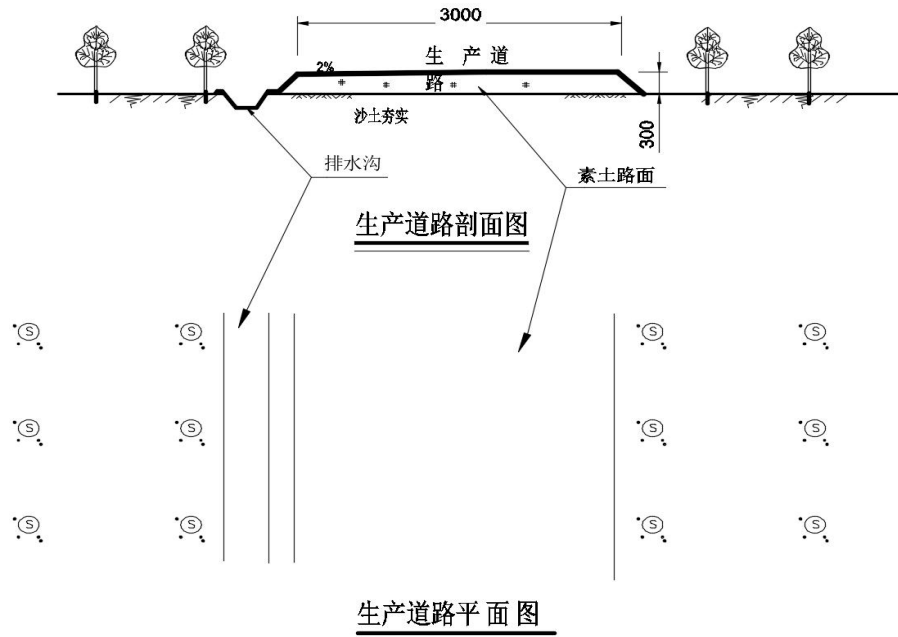 3000
生 产 道
路
2%
300
沙土夯实
排水沟
素土路面
生产道路剖面图
S S S S
S S S S
S S S S
生产道路平面图